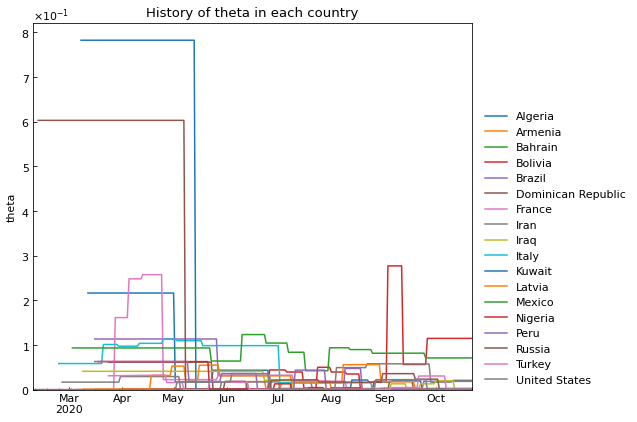 History of theta in each country
×10⁻¹
8
7
6
5
4
3
2
1
0
theta
Mar Apr May Jun Jul Aug Sep Oct
2020
Algeria
Armenia
Bahrain
Bolivia
Brazil
Dominican Republic
France
Iran
Iraq
Italy
Kuwait
Latvia
Mexico
Nigeria
Peru
Russia
Turkey
United States